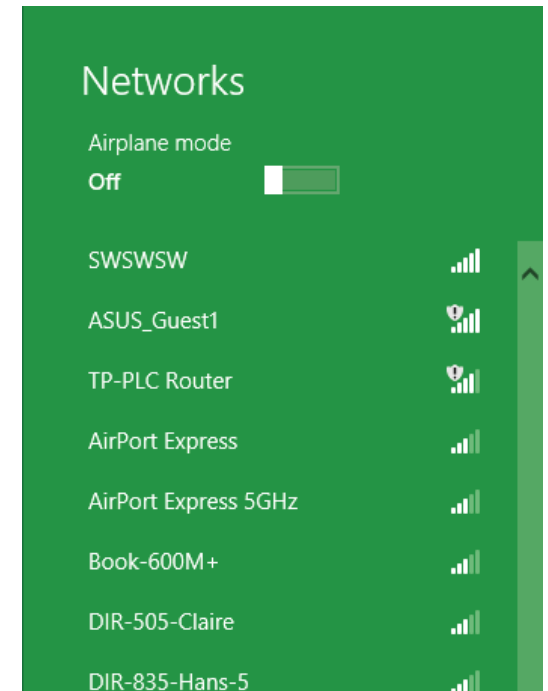 Networks
Airplane mode
Off
SWSWSW
ASUS_Guest1
TP-PLC Router
AirPort Express
AirPort Express 5GHz
Book-600M+
DIR-505-Claire
DIR-835-Hans-5